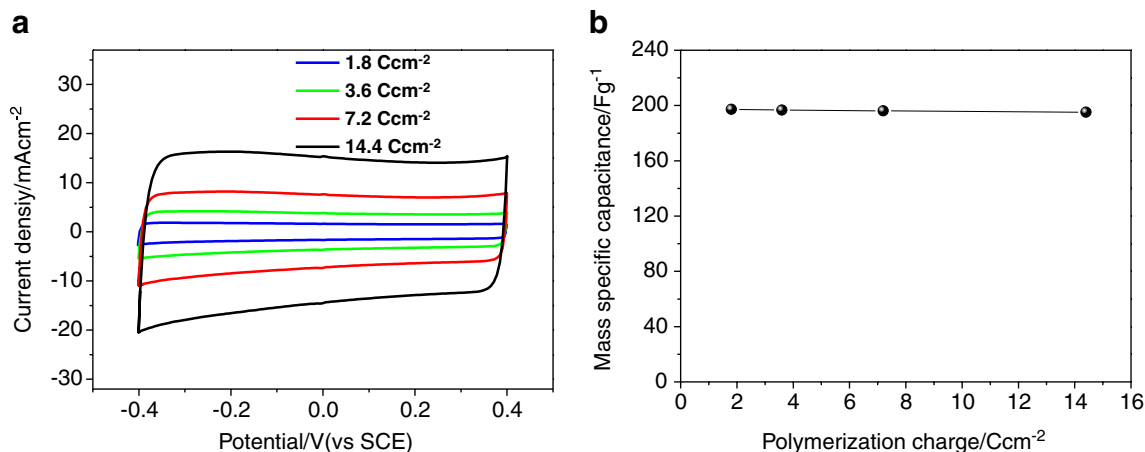 a
1.8 Ccm-2
3.6 Ccm-2
7.2 Ccm-2
14.4 Ccm-2
30
20
10
0
-10
-20
-30
-0.4
-0.2
0.0
0.2
0.4
Current densiy/mAcm-2
Potential/V(vs SCE)
b
240
200
160
120
80
40
0
0
2
4
6
8
10
12
14
16
Mass specific capacitance/Fg-1
Polymerization charge/Ccm-2